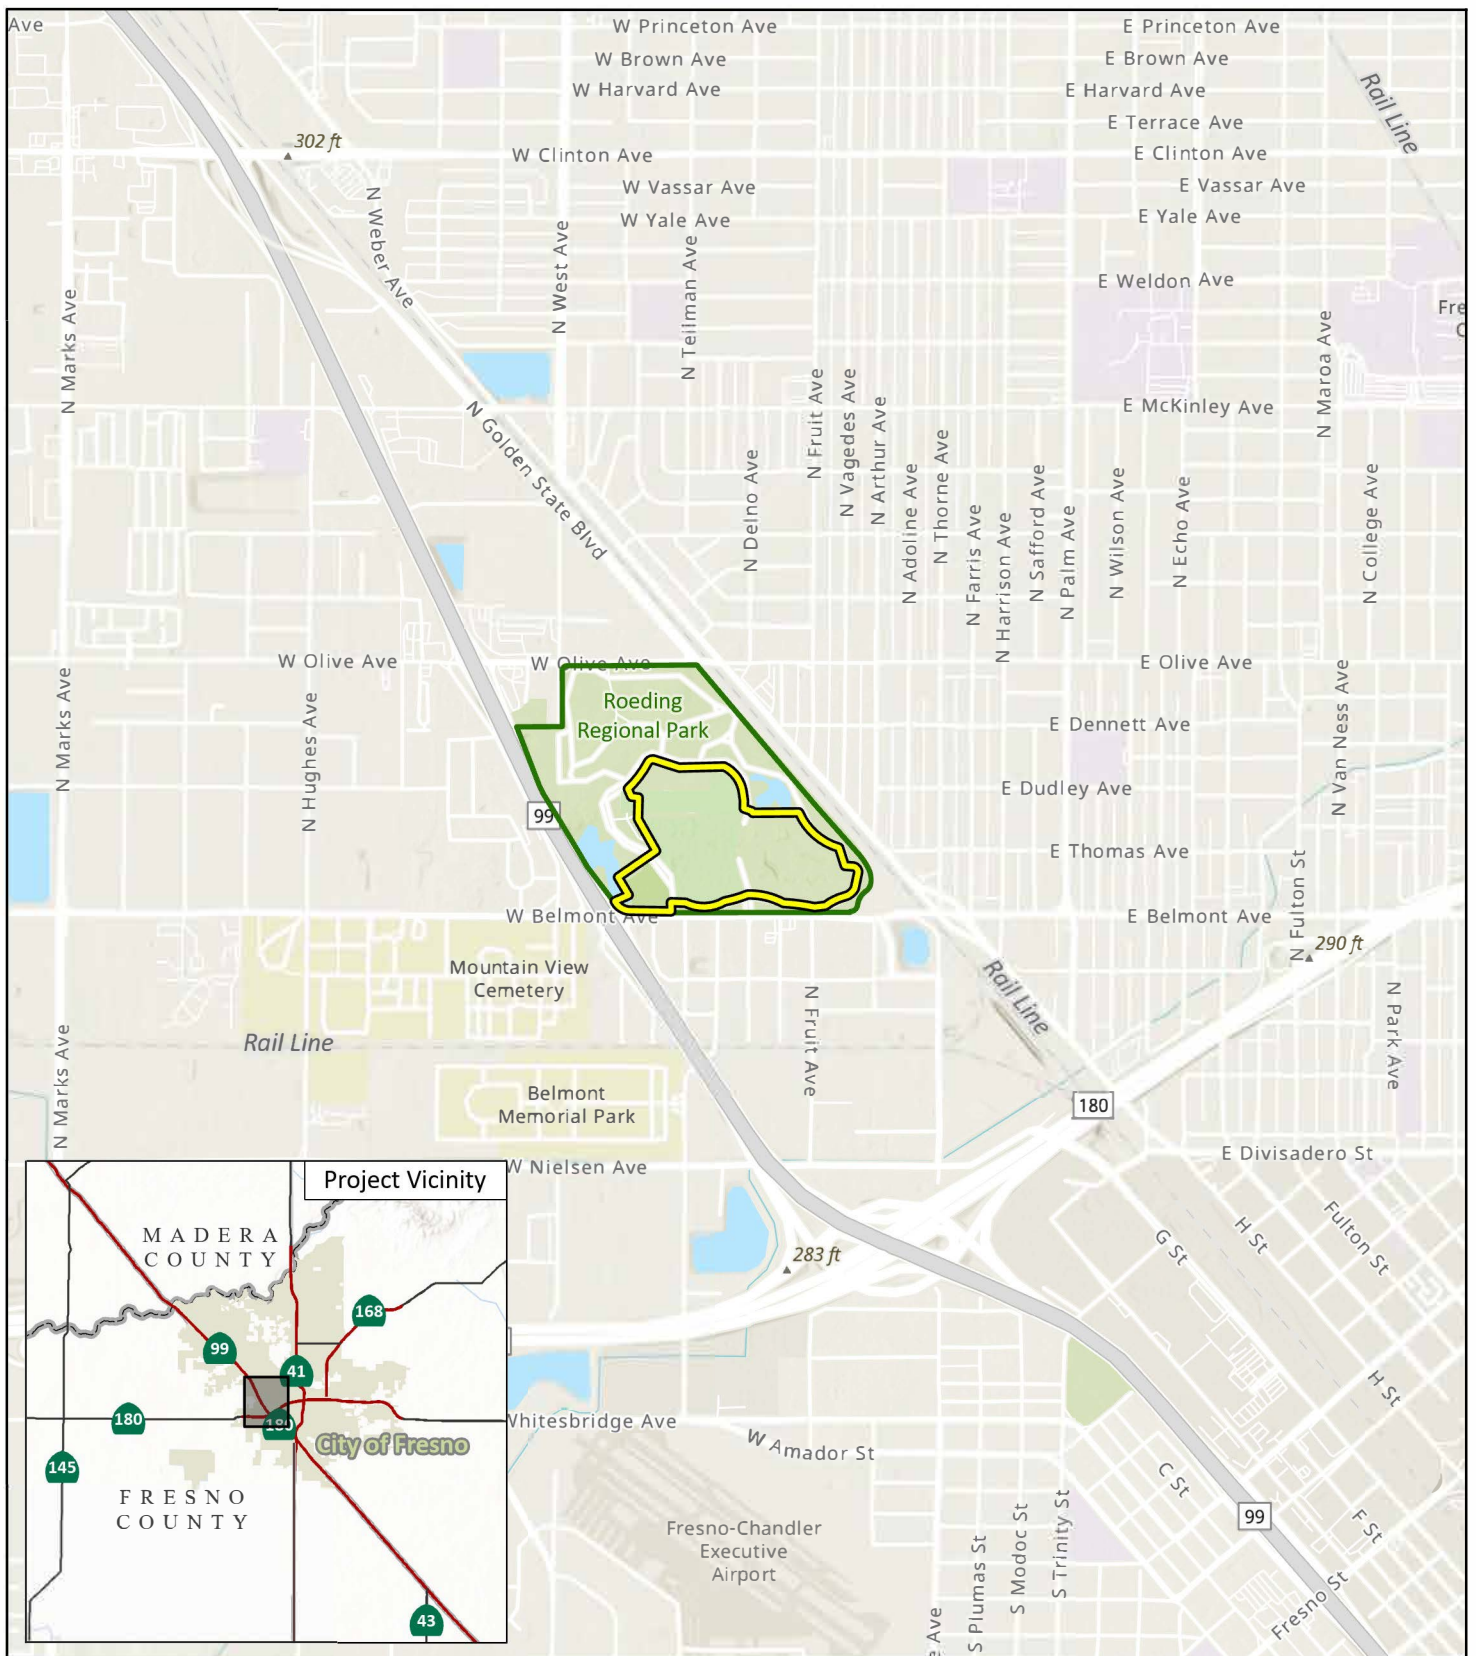 Ave
W Princeton Ave
E Princeton Ave
W Brown Ave
E Brown Ave
W Harvard Ave
E Harvard Ave
Rail Line
E Terrace Ave
302 ft
W Clinton Ave
E Clinton Ave
W Vassar Ave
E Vassar Ave
W Yale Ave
E Yale Ave
N Weber Ave
N West Ave
N Teilman Ave
E Weldon Ave
N Marks Ave
Fre
C
N Maroa Ave
N Golden State Blvd
E McKinley Ave
N Fruit Ave
N Vagedes Ave
N Arthur Ave
N Delno Ave
N Adoline Ave
N Thorne Ave
N Farris Ave
N Harrison Ave
N Safford Ave
N Palm Ave
N Wilson Ave
N Echo Ave
N College Ave
W Olive Ave
W Olive Ave
E Olive Ave
N Marks Ave
N Hughes Ave
Roeding
Regional Park
E Dennett Ave
N Van Ness Ave
E Dudley Ave
99
E Thomas Ave
N Fulton St
W Belmont Ave
E Belmont Ave
290 ft
Mountain View
Cemetery
Rail Line
N Fruit Ave
N Park Ave
Rail Line
N Marks Ave
Belmont
Memorial Park
180
W Nielsen Ave
E Divisadero St
Project Vicinity
MADERA
COUNTY
G St
H St
Fulton St
283 ft
168
99
41
H St
180
180
City of Fresno
Whitesbridge Ave
W Amador St
145
C St
FRESNO
COUNTY
Fresno-Chandler
Executive
Airport
S Plumas St
S Modoc St
S Trinity St
99
F St
Fresno St
43
e Ave